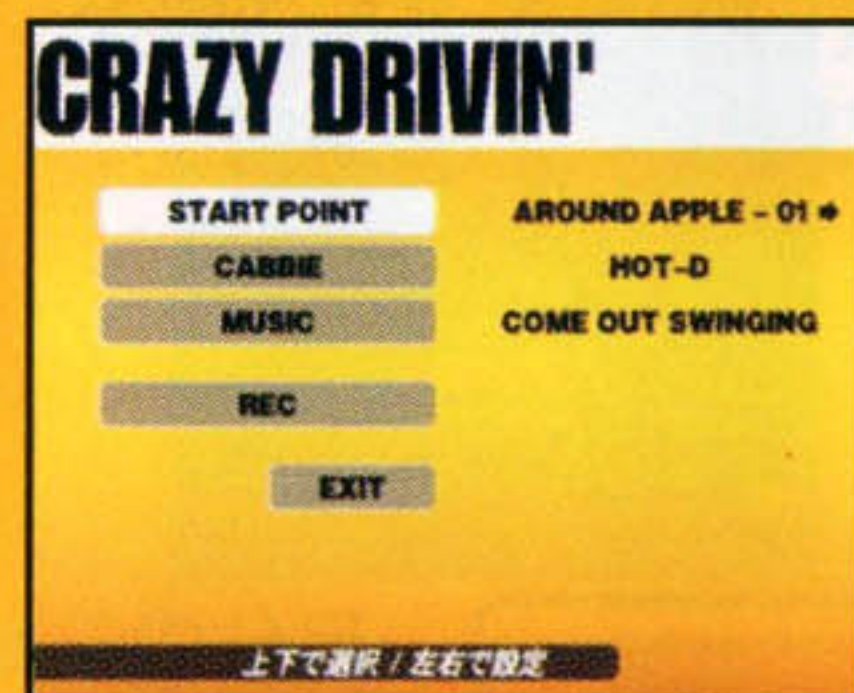 CRAZY DRIVIN'
START POINT AROUND APPLE - 01 ➡
CABBIE HOT-D
MUSIC COME OUT SWINGING
REC
EXIT
上下で選択 / 左右で設定